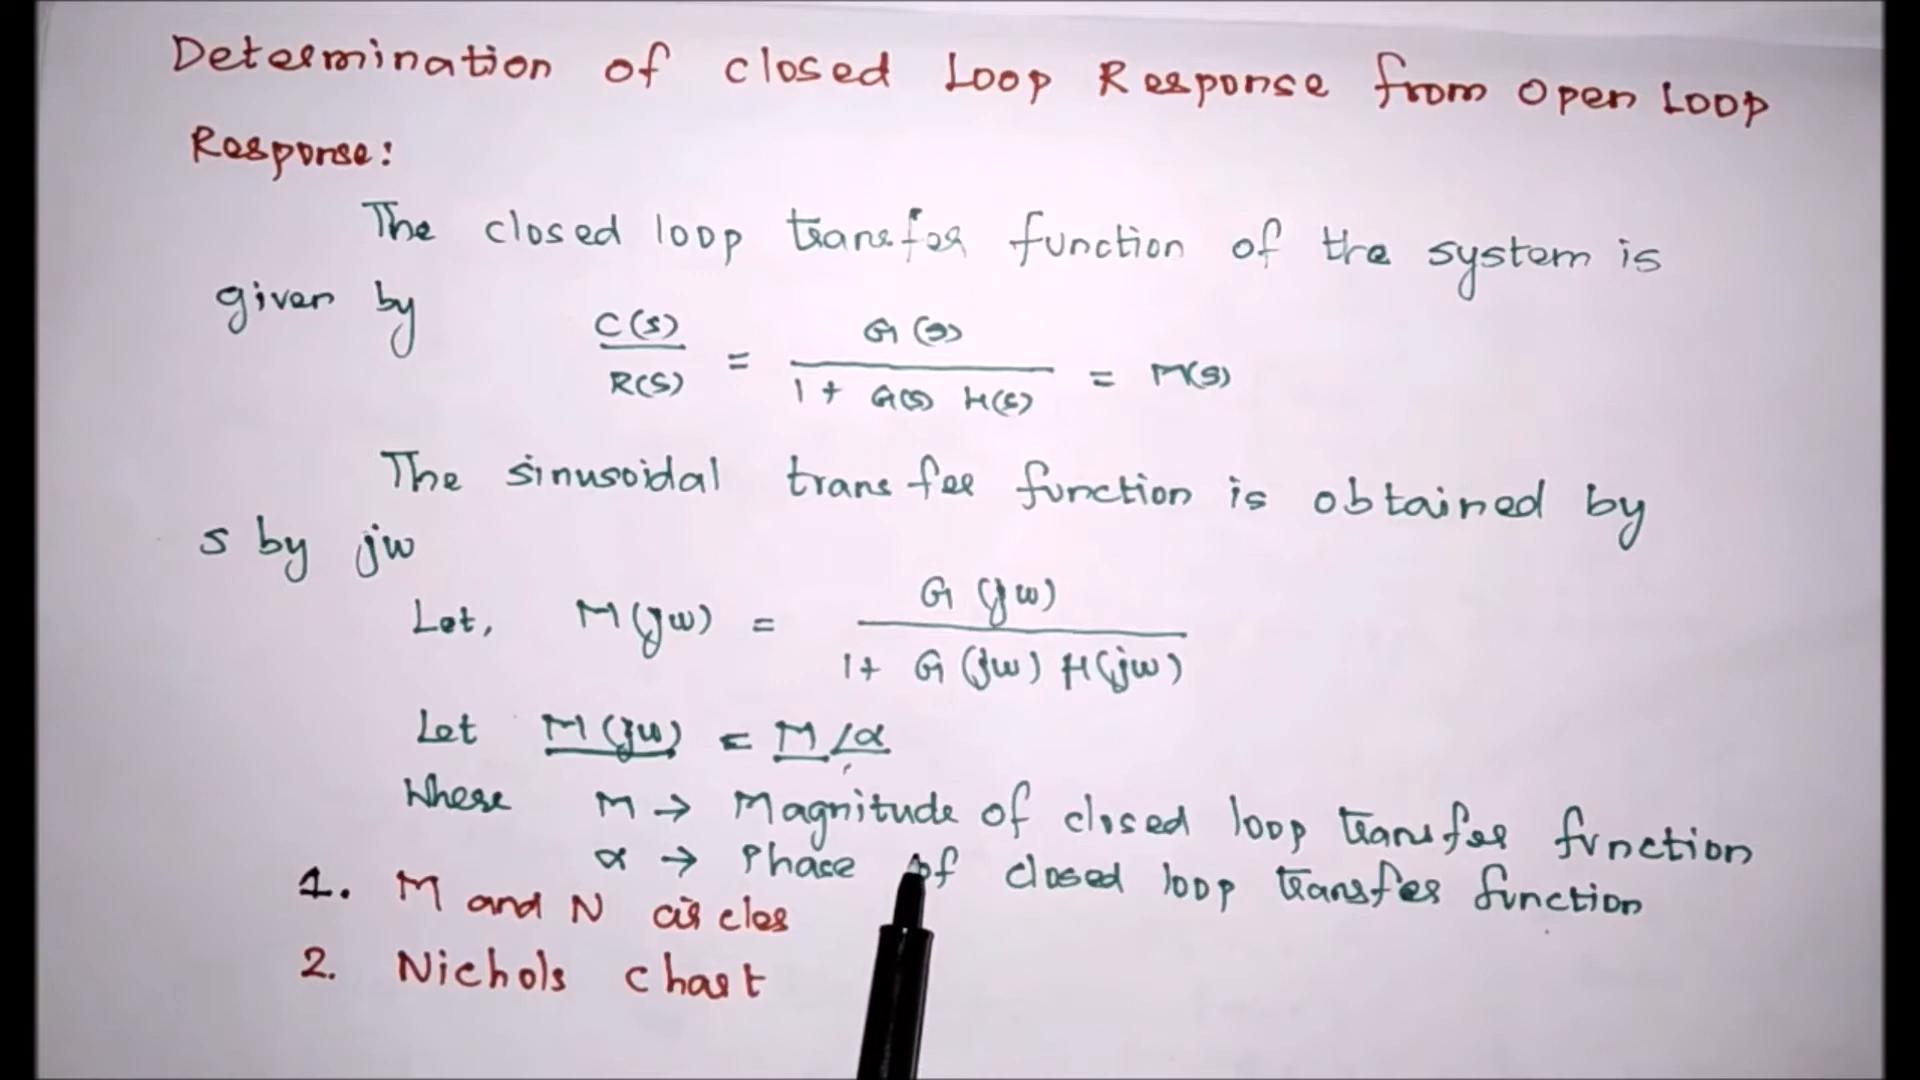 Determination of closed Loop Response from Open Loop
Response:
The closed loop transfer function of the system is
given by
C(s) / R(s) = G(s) / 1 + G(s) H(s) = M(s)
The sinusoidal transfer function is obtained by
s by jw
Let, M(jw) = G(jw) / 1 + G(jw) H(jw)
Let M(jw) = M∠α
Where M → Magnitude of closed loop transfer function
α → Phase of closed loop transfer function
1. M and N circles
2. Nichols chart